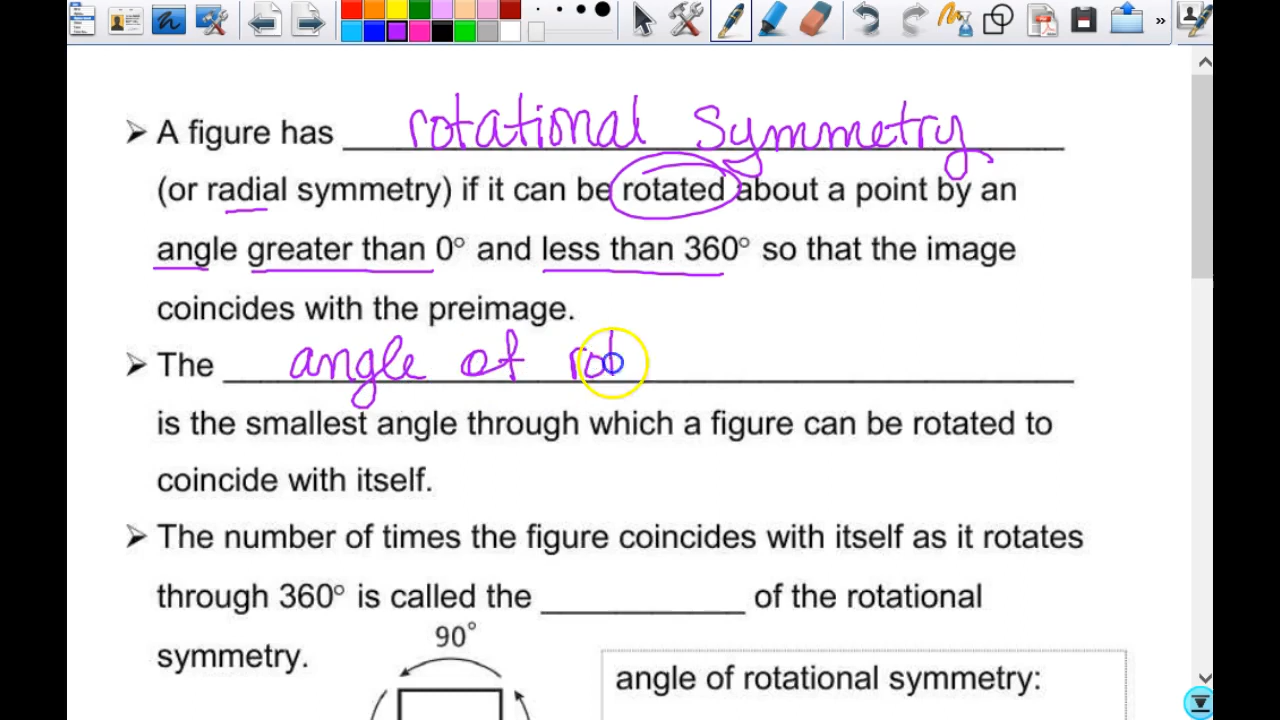 ➢ A figure has rotational symmetry
(or radial symmetry) if it can be rotated about a point by an
angle greater than 0° and less than 360° so that the image
coincides with the preimage.
➢ The angle of rot
is the smallest angle through which a figure can be rotated to
coincide with itself.
➢ The number of times the figure coincides with itself as it rotates
through 360° is called the ____________ of the rotational
symmetry.
90°
angle of rotational symmetry: